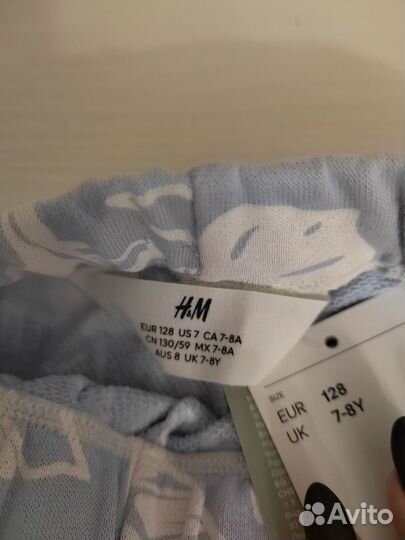 H&M
EUR 128 US 7 CA 7-8A
CN 130/59 MX 7-8A
AUS 8 UK 7-8Y
SIZE
EUR 128
UK 7-8Y
Avito